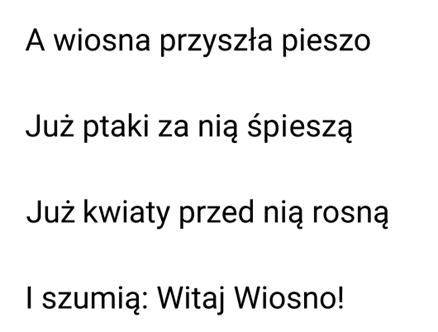 A wiosna przyszła pieszo
Już ptaki za nią śpieszą
Już kwiaty przed nią rosną
I szumią: Witaj Wiosno!